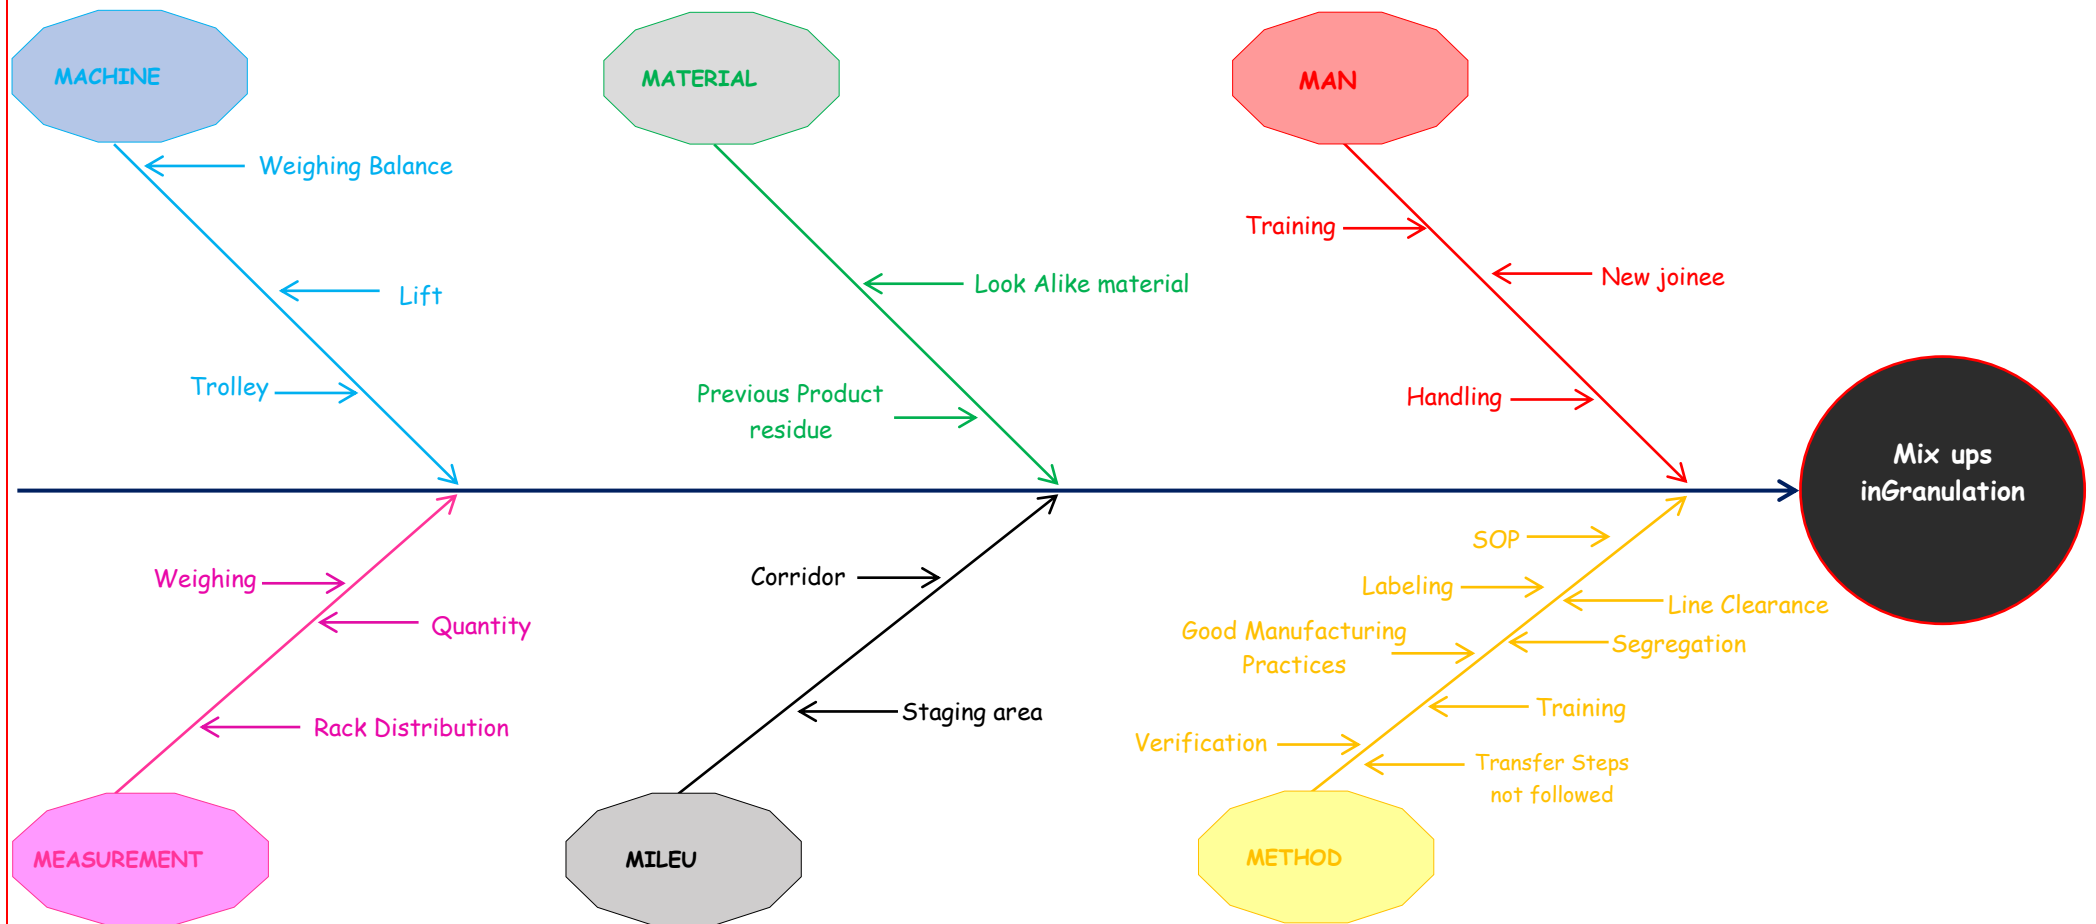 MACHINE
MATERIAL
MAN
Weighing Balance
Training
New joinee
Look Alike material
Lift
Trolley
Previous Product
residue
Handling
Mix ups
inGranulation
SOP
Weighing
Corridor
Labeling
Line Clearance
Quantity
Good Manufacturing
Practices
Segregation
Rack Distribution
Staging area
Training
Verification
Transfer Steps
not followed
MEASUREMENT
MILEU
METHOD